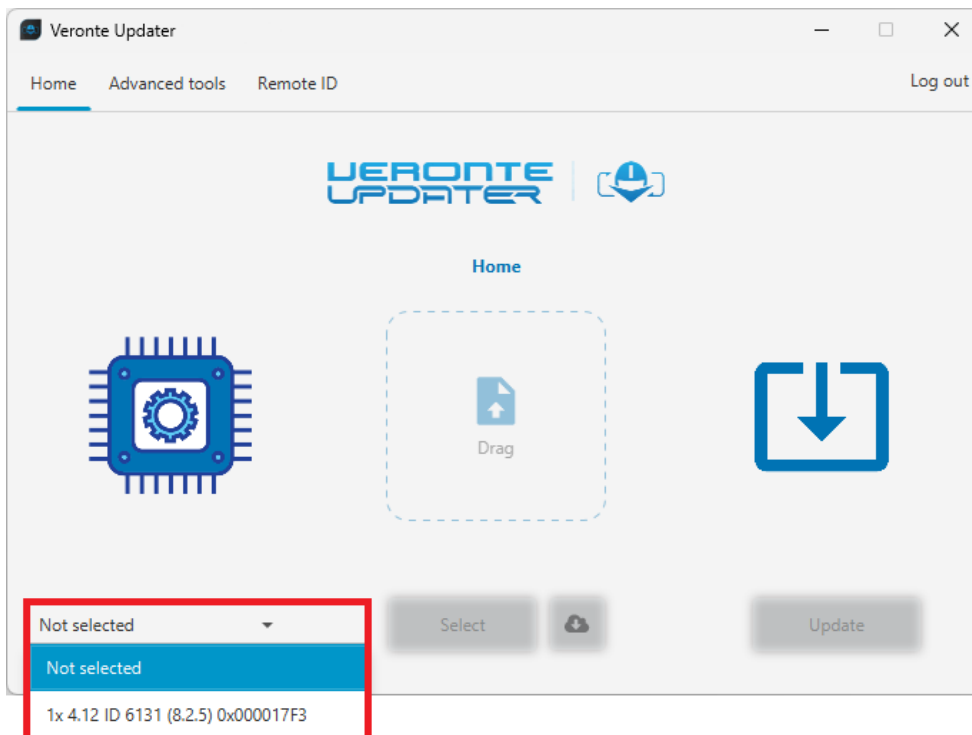 Veronte Updater
Home Advanced tools Remote ID Log out
VERONTE
UPDATER
Home
Drag
Not selected
Select
Update
Not selected
1x 4.12 ID 6131 (8.2.5) 0x000017F3